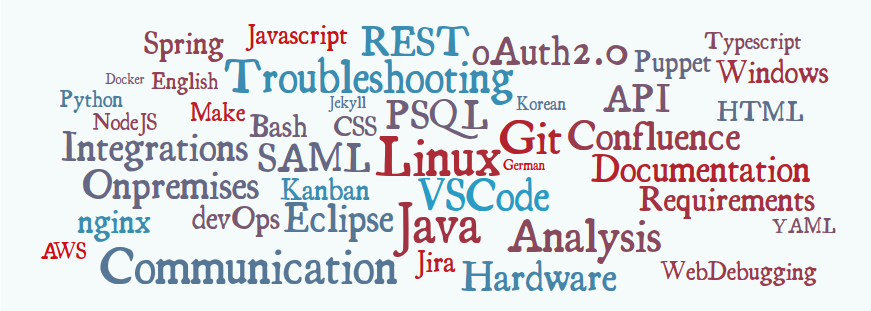 Spring Javascript REST oAuth2.0 Typescript
Docker English Troubleshooting Puppet Windows
Python Jekyll PSQL Korean API HTML
NodeJS Make Bash CSS Git Confluence
Integrations SAML Linux German Documentation
Onpremises Kanban VSCode Requirements
nginx devOps Eclipse Java Analysis YAML
AWS Communication Jira Hardware WebDebugging